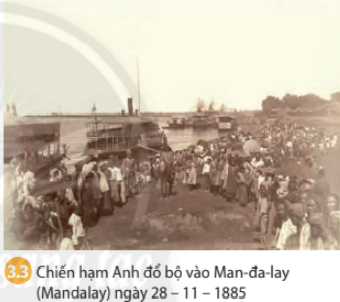 3.3 Chiến hạm Anh đổ bộ vào Man-đa-lay
(Mandalay) ngày 28 – 11 – 1885